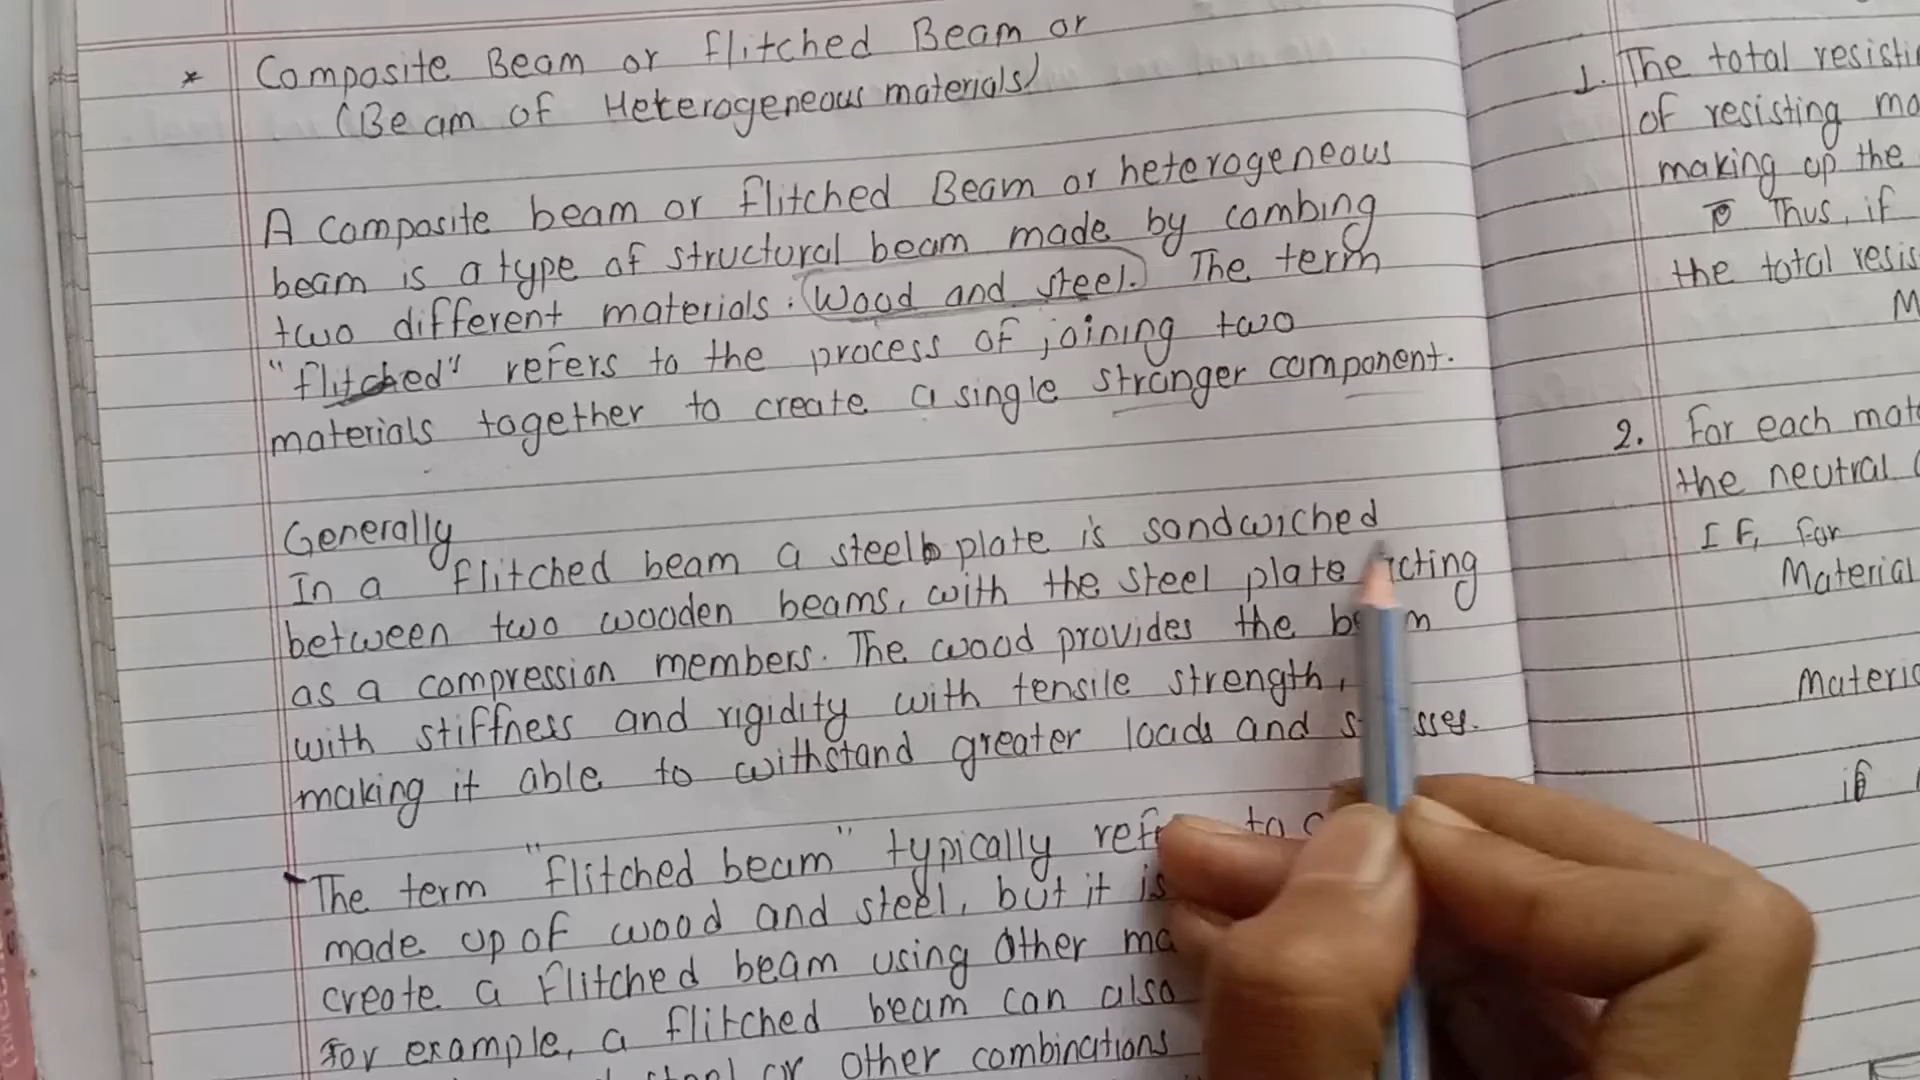 * Composite Beam or flitched Beam or
(Beam of Heterogeneous materials)
A composite beam or flitched Beam or heterogeneous
beam is a type of structural beam made by combing
two different materials. (Wood and steel.) The term
"flitched" refers to the process of joining two
materials together to create a single stronger component.
Generally
In a flitched beam a steel plate is sandwiched
between two wooden beams, with the steel plate acting
as a compression members. The wood provides the
with stiffness and rigidity with tensile strength,
making it able to withstand greater loads and
The term "flitched beam" typically to
made up of wood and steel, but it is
create a flitched beam using other
for example, a flitched beam can also
or other combinations
1. The total
of resisting
making up the
Thus, if
the total
M
2. For each
the neutral
If, for
Material
if